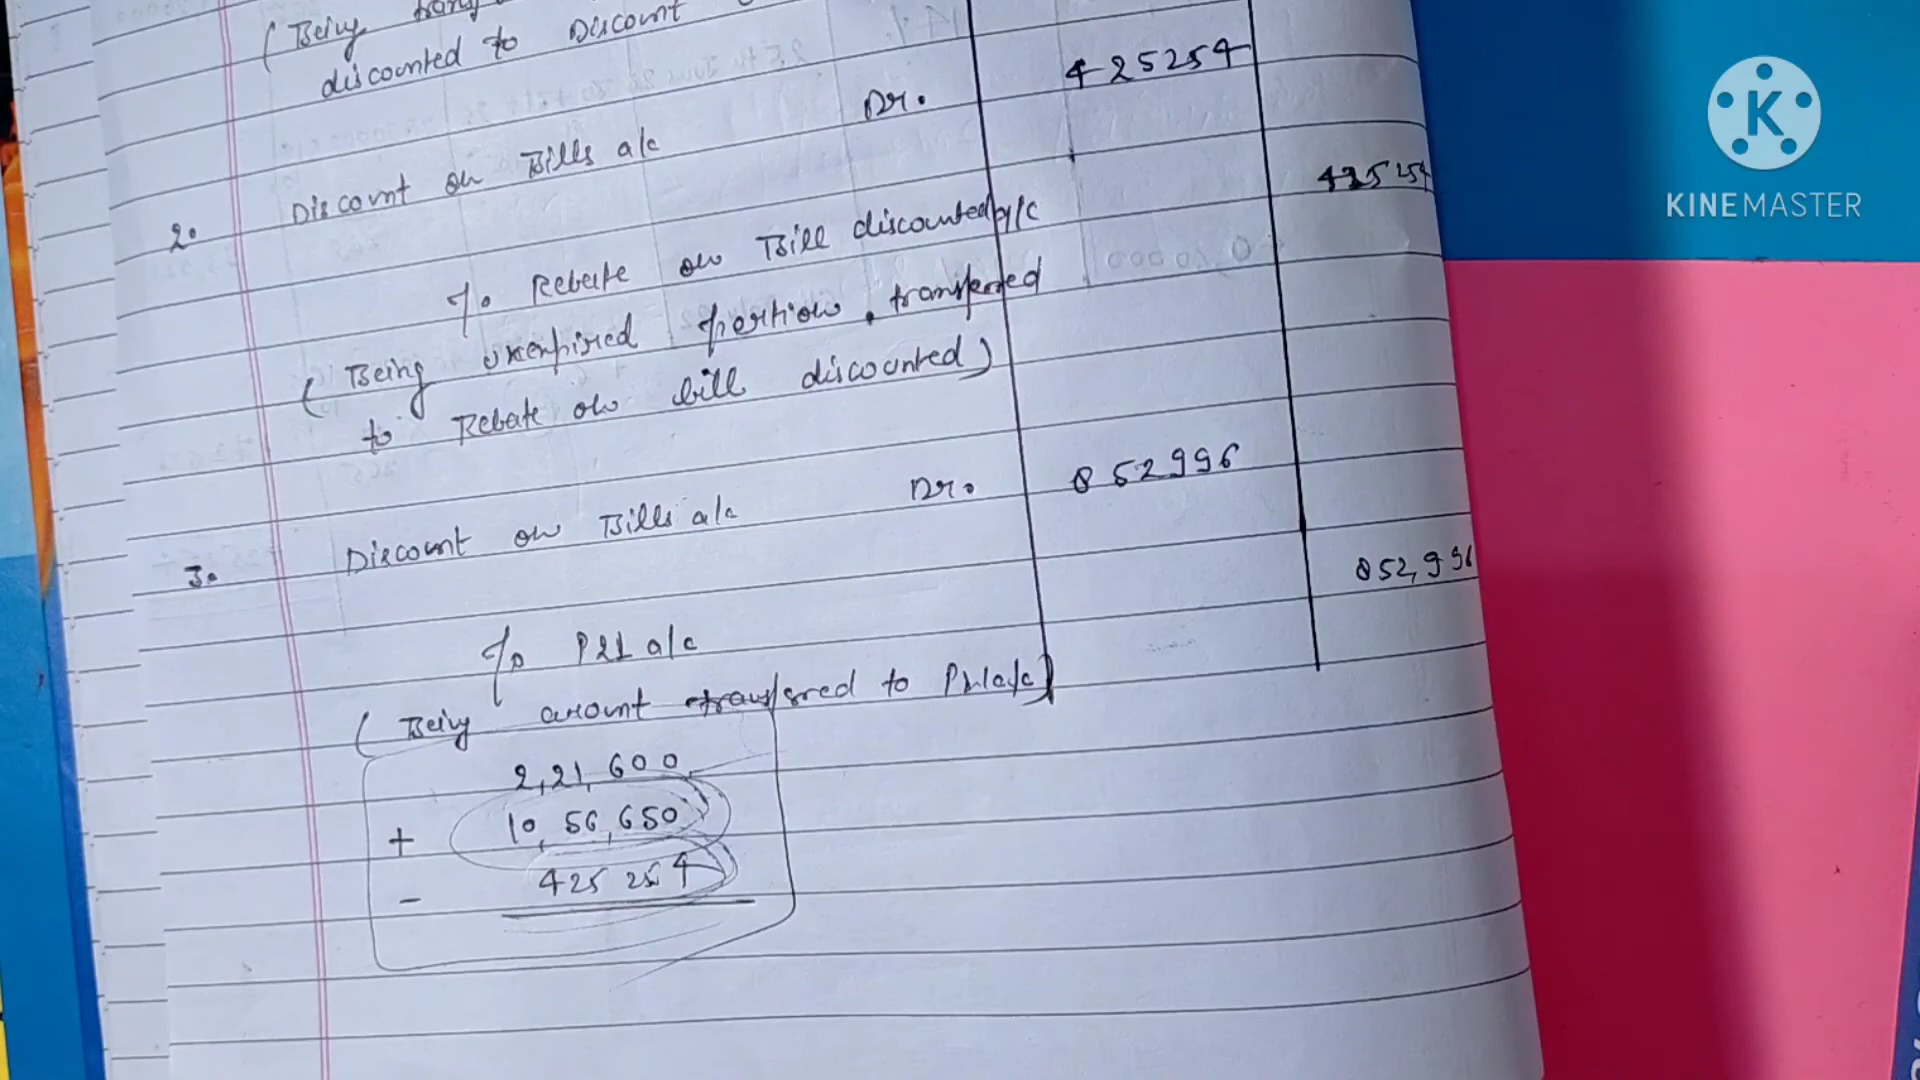 ( Being
discounted to Discount
2. Discount on Bills a/c Dr. 425254
To Rebate on Bill discounted a/c 425254
( Being unexpired portion transferred
to Rebate on bill discounted)
3. Discount on Bills a/c Dr. 852996
To P&L a/c 852,996
( Being amount transferred to P&L a/c)
2,21,600
+ 10,56,650
- 425254
K
KINEMASTER